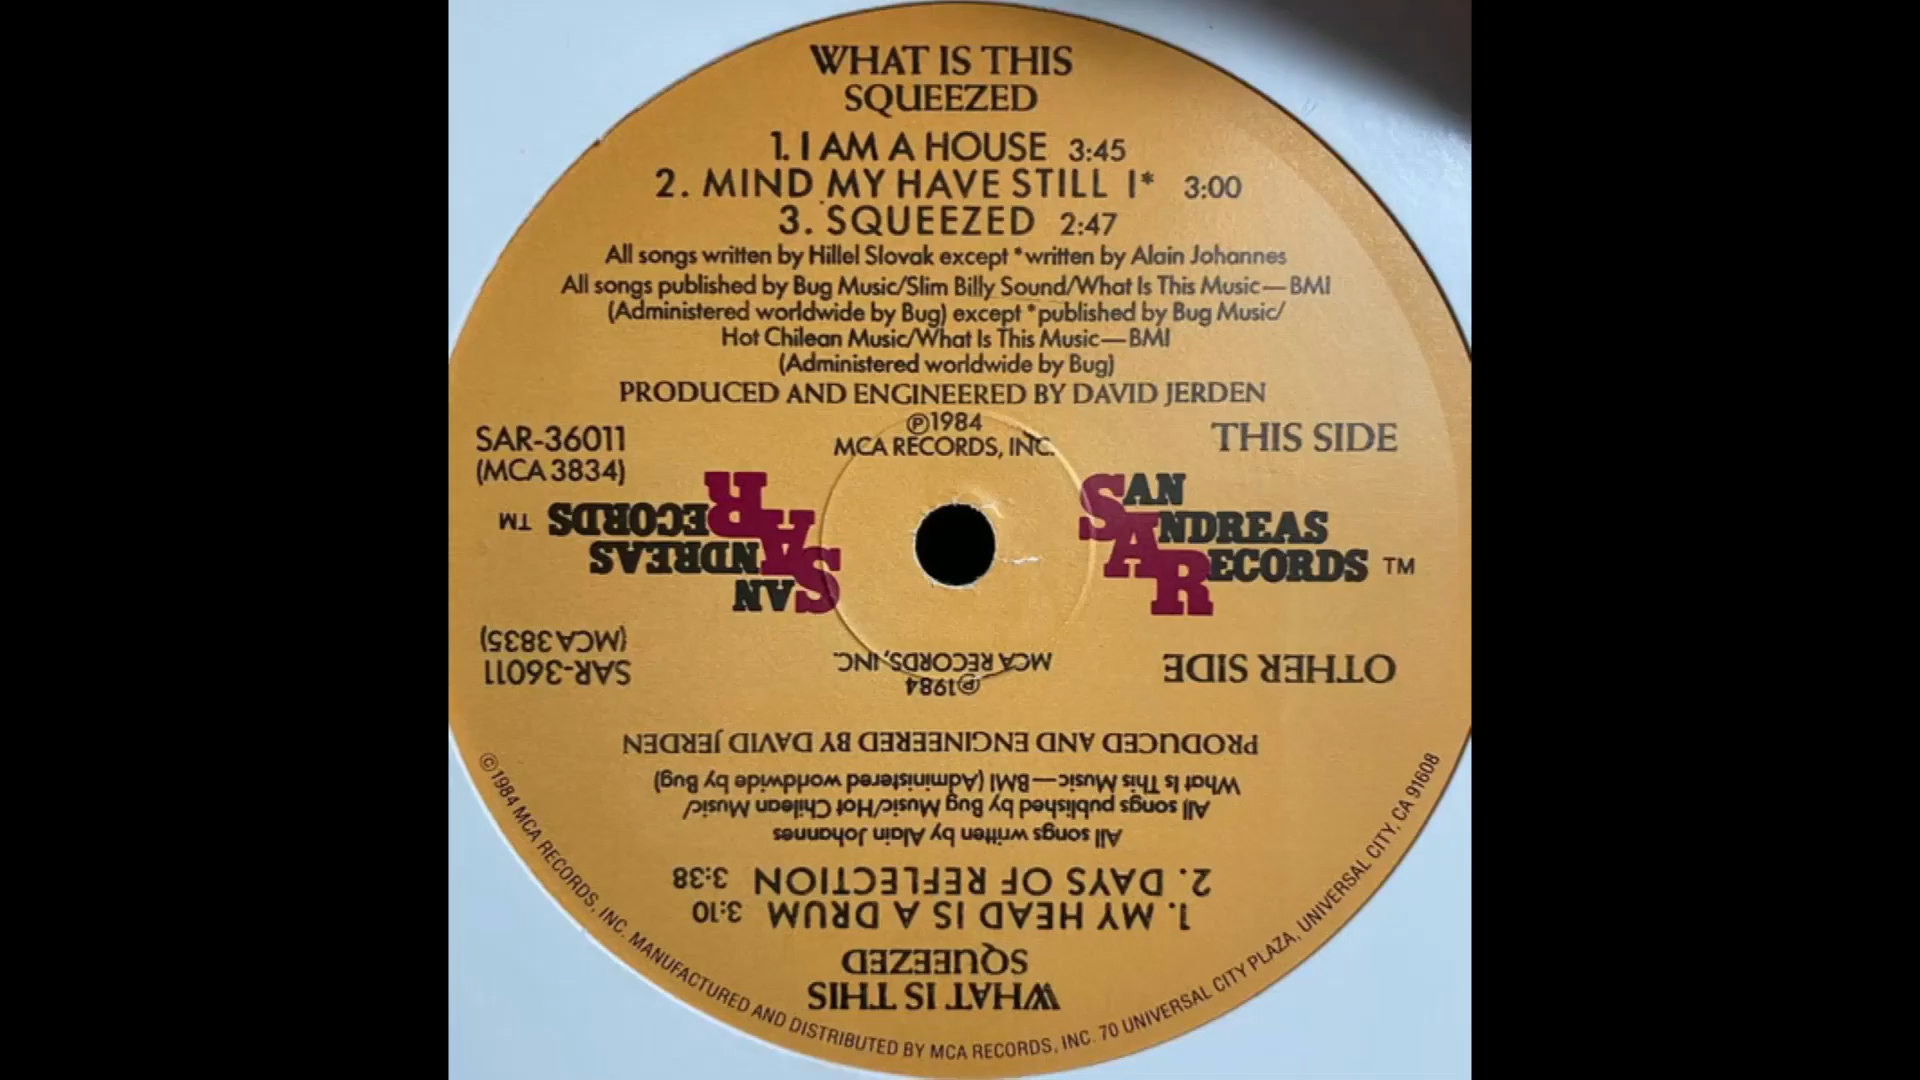 WHAT IS THIS
SQUEEZED
1. I AM A HOUSE 3:45
2. MIND MY HAVE STILL I* 3:00
3. SQUEEZED 2:47
All songs written by Hillel Slovak except *written by Alain Johannes
All songs published by Bug Music/Slim Billy Sound/What Is This Music—BMI
(Administered worldwide by Bug) except *published by Bug Music/
Hot Chilean Music/What Is This Music—BMI
(Administered worldwide by Bug)
PRODUCED AND ENGINEERED BY DAVID JERDEN
℗1984
MCA RECORDS, INC.
SAR-36011
(MCA 3834)
THIS SIDE
SAN
ANDREAS
RECORDS ™
SAN
ANDREAS
RECORDS ™
OTHER SIDE
SAR-36011
(MCA 3835)
℗1984
MCA RECORDS, INC.
WHAT IS THIS
SQUEEZED
1. MY HEAD IS A DRUM 3:10
2. DAYS OF REFLECTION 3:38
All songs written by Alain Johannes
All songs published by Bug Music/Hot Chilean Music/
What Is This Music—BMI (Administered worldwide by Bug)
PRODUCED AND ENGINEERED BY DAVID JERDEN
©1984 MCA RECORDS, INC. MANUFACTURED AND DISTRIBUTED BY MCA RECORDS, INC. 70 UNIVERSAL CITY PLAZA, UNIVERSAL CITY, CA 91608